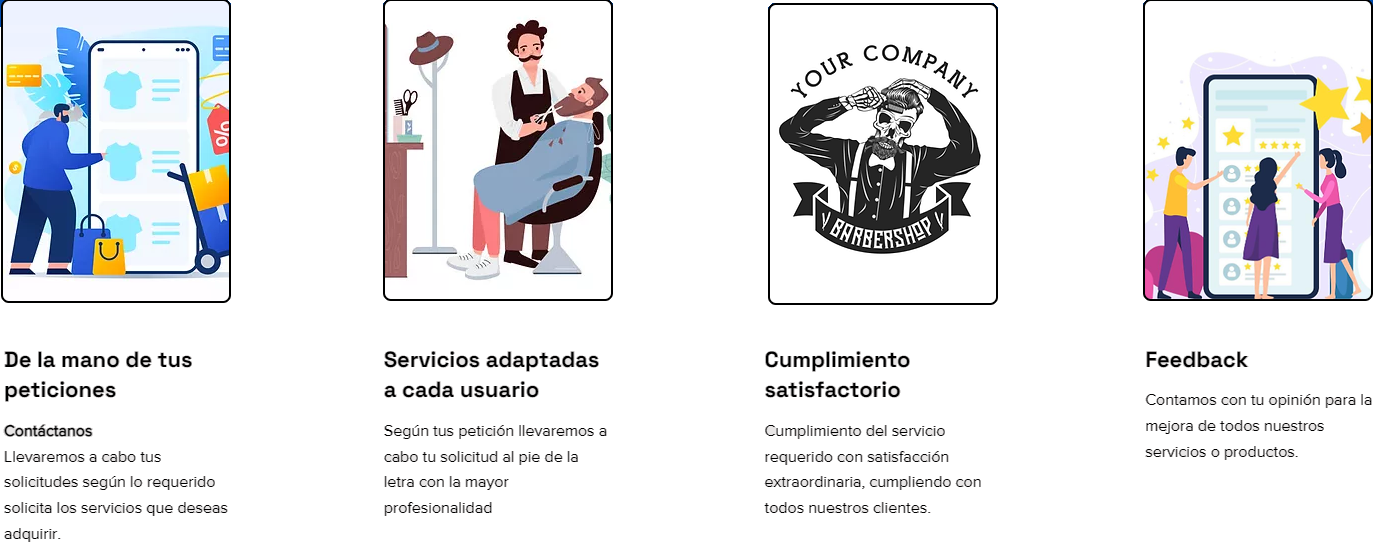 %
YOUR COMPANY
BARBERSHOP
De la mano de tus
peticiones
Contáctanos
Llevaremos a cabo tus
solicitudes según lo requerido
solicita los servicios que deseas
adquirir.
Servicios adaptadas
a cada usuario
Según tus petición llevaremos a
cabo tu solicitud al pie de la
letra con la mayor
profesionalidad
Cumplimiento
satisfactorio
Cumplimiento del servicio
requerido con satisfacción
extraordinaria, cumpliendo con
todos nuestros clientes.
Feedback
Contamos con tu opinión para la
mejora de todos nuestros
servicios o productos.